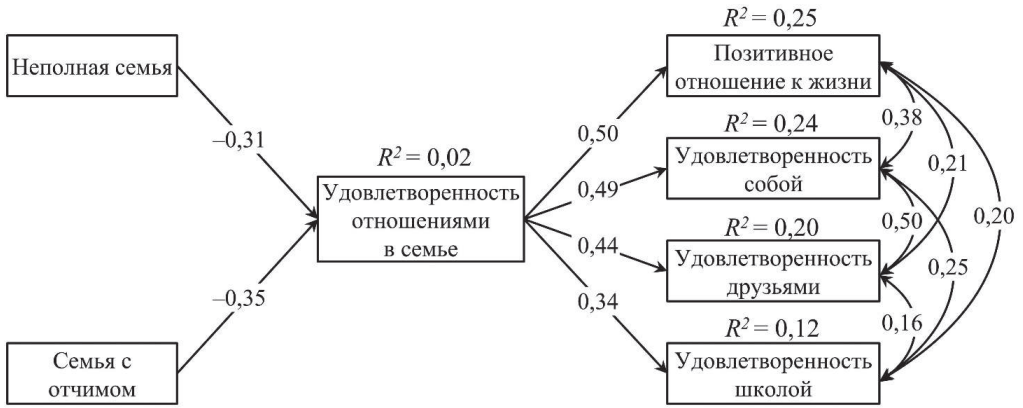 R² = 0,25
Неполная семья
Позитивное
отношение к жизни
–0,31
0,50
0,38
R² = 0,24
R² = 0,02
Удовлетворенность
собой
0,21
Удовлетворенность
отношениями
в семье
0,49
0,50
0,20
R² = 0,20
0,44
Удовлетворенность
друзьями
0,25
–0,35
0,34
0,16
R² = 0,12
Семья с
отчимом
Удовлетворенность
школой